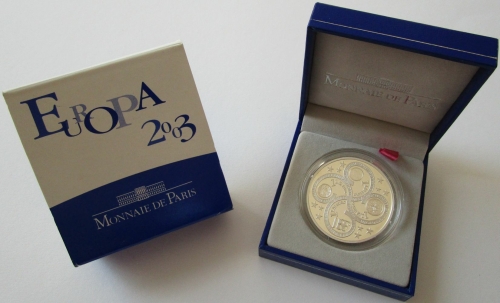 EUROPA
2003
MONNAIE DE PARIS
MONNAIE DE PARIS